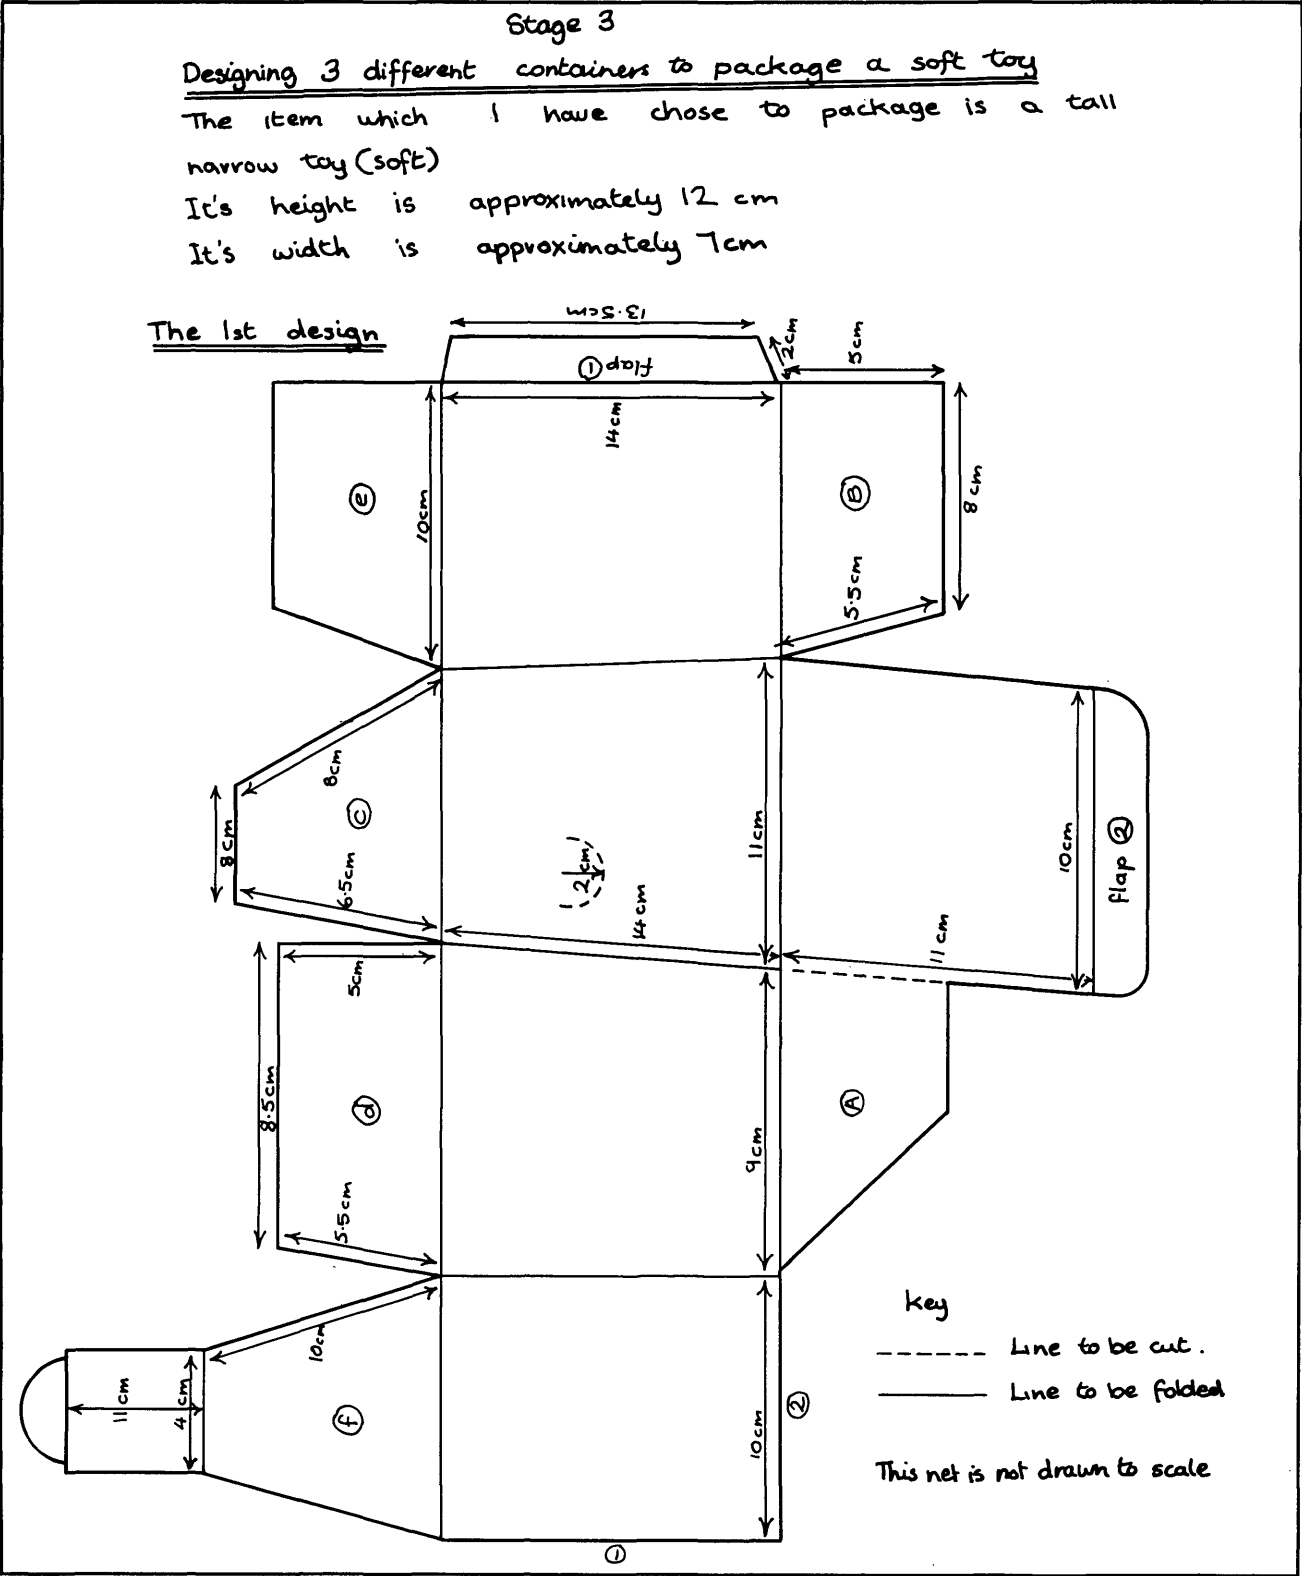 Stage 3
Designing 3 different containers to package a soft toy
The item which I have chose to package is a tall
narrow toy (soft)
It's height is approximately 12 cm
It's width is approximately 7cm
The 1st design
13.5cm
flap ①
2cm
5cm
14cm
ⓔ
10cm
Ⓑ
8cm
5.5cm
8cm
ⓒ
8cm
6.5cm
2cm
11cm
14cm
10cm
flap ②
11cm
5cm
8.5cm
ⓓ
5.5cm
9cm
Ⓐ
10cm
11cm
4cm
ⓕ
10cm
②
①
key
Line to be cut.
Line to be folded
This net is not drawn to scale